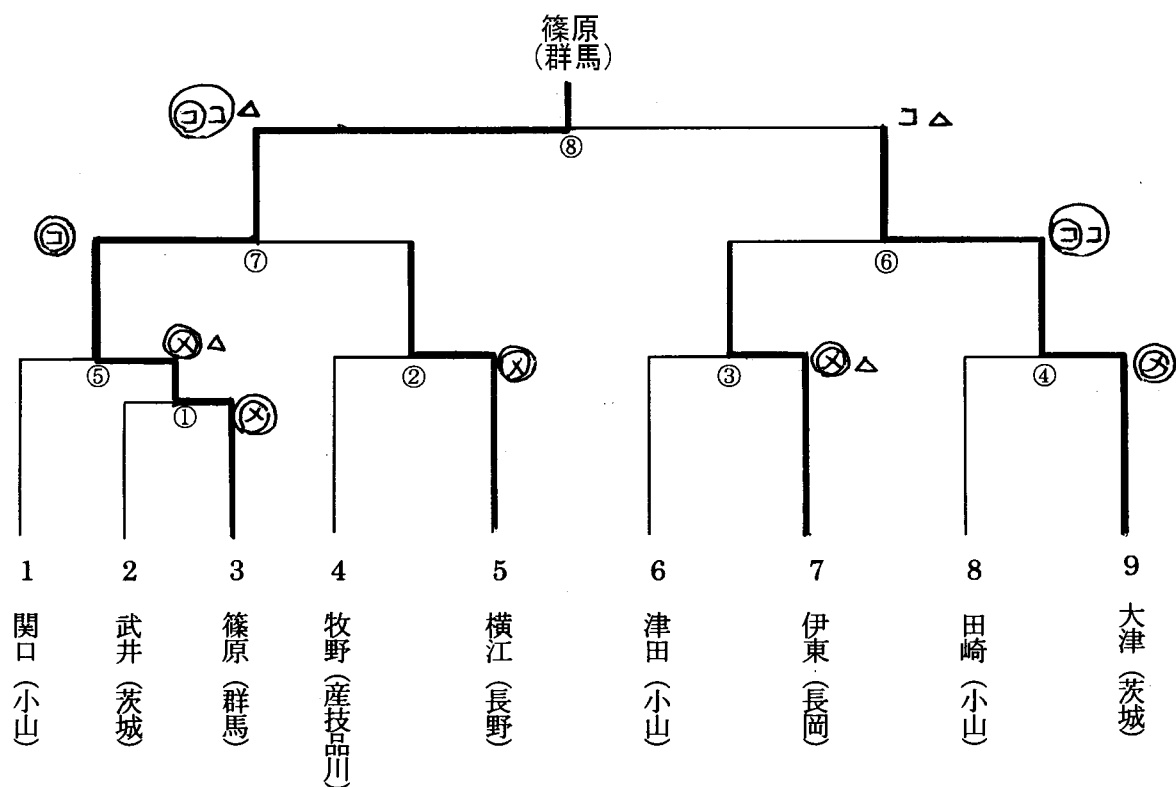 篠原
(群馬)
ココ△
コ△
⑧
コ
ココ
⑦
⑥
メ△
メ
メ△
メ
⑤
②
③
④
①
メ
1
2
3
4
5
6
7
8
9
関口(小山)
武井(茨城)
篠原(群馬)
牧野(産技品川)
横江(長野)
津田(小山)
伊東(長岡)
田崎(小山)
大津(茨城)